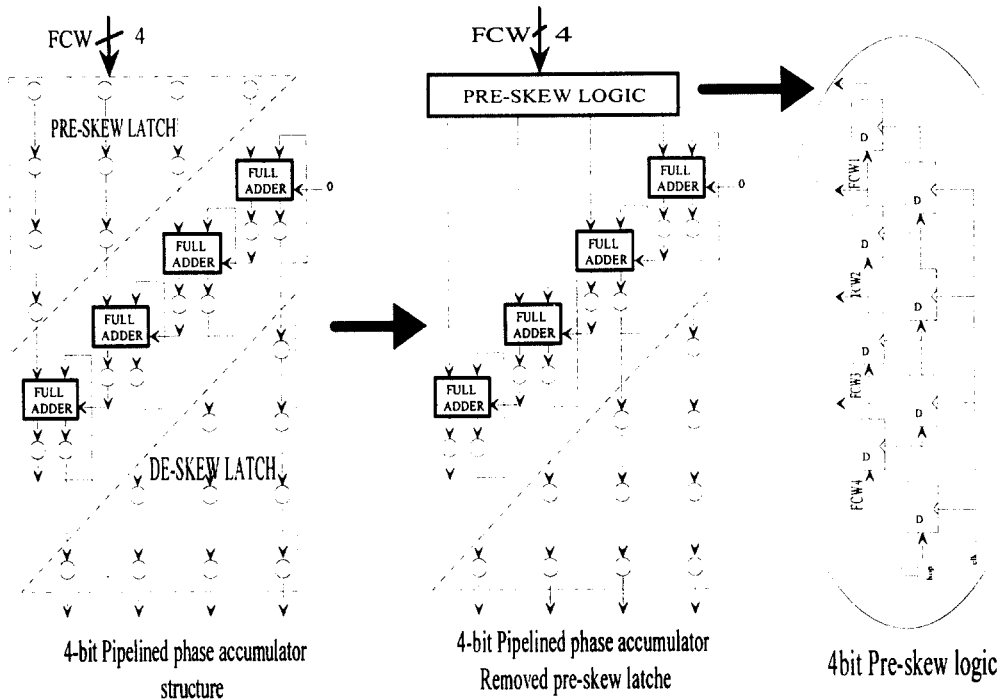 FCW 4
PRE-SKEW LATCH
FULL
ADDER
0
FULL
ADDER
FULL
ADDER
FULL
ADDER
DE-SKEW LATCH
4-bit Pipelined phase accumulator
structure
FCW 4
PRE-SKEW LOGIC
FULL
ADDER
0
FULL
ADDER
FULL
ADDER
FULL
ADDER
4-bit Pipelined phase accumulator
Removed pre-skew latche
D
FCW1
D
D
FCW2
D
D
FCW3
D
D
FCW4
D
hop
clk
4bit Pre-skew logic